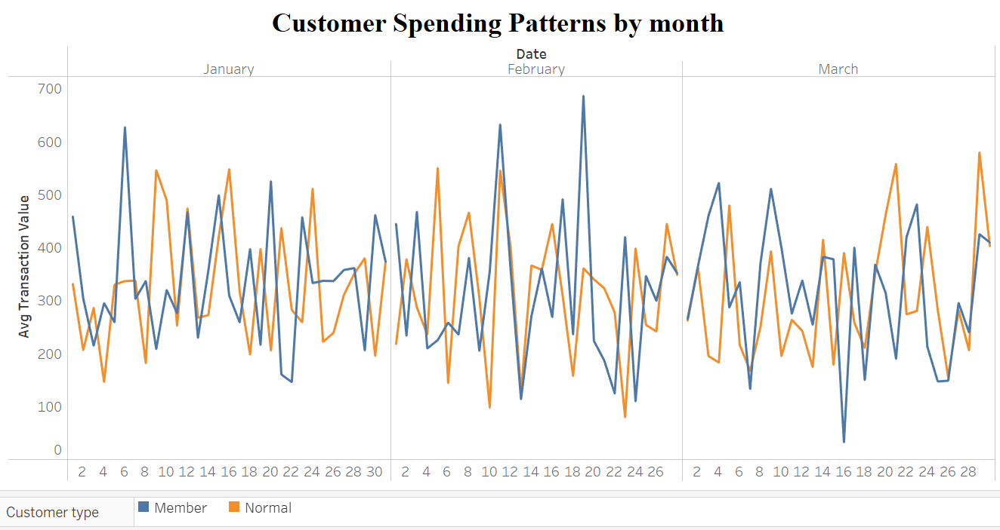 Customer Spending Patterns by month
Date
January February March
Avg Transaction Value
700
600
500
400
300
200
100
0
2 4 6 8 10 12 14 16 18 20 22 24 26 28 30 2 4 6 8 10 12 14 16 18 20 22 24 26 2 4 6 8 10 12 14 16 18 20 22 24 26 28
Customer type Member Normal